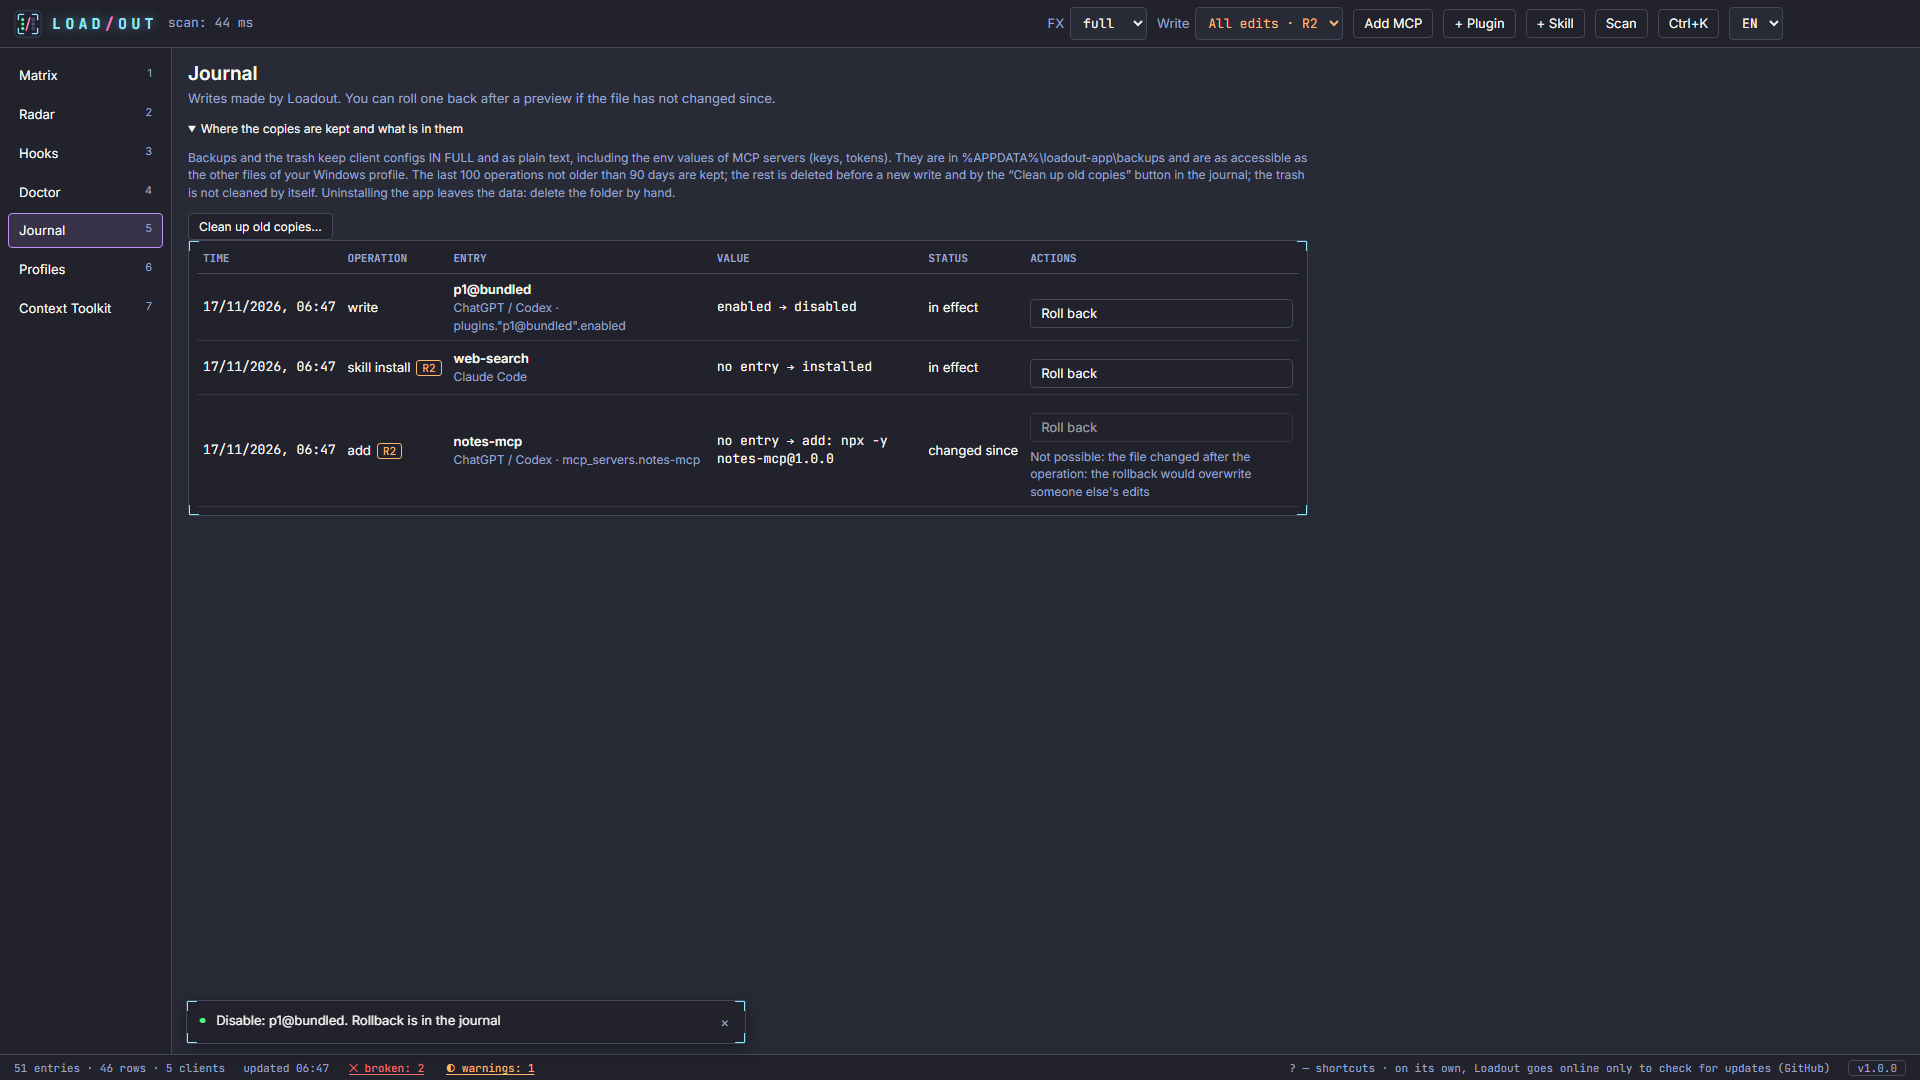 LOAD/OUT scan: 44 ms FX full Write All edits · R2 Add MCP + Plugin + Skill Scan Ctrl+K EN
Matrix 1
Radar 2
Hooks 3
Doctor 4
Journal 5
Profiles 6
Context Toolkit 7
Journal
Writes made by Loadout. You can roll one back after a preview if the file has not changed since.
▼ Where the copies are kept and what is in them
Backups and the trash keep client configs IN FULL and as plain text, including the env values of MCP servers (keys, tokens). They are in %APPDATA%\loadout-app\backups and are as accessible as
the other files of your Windows profile. The last 100 operations not older than 90 days are kept; the rest is deleted before a new write and by the “Clean up old copies” button in the journal; the trash
is not cleaned by itself. Uninstalling the app leaves the data: delete the folder by hand.
Clean up old copies...
TIME OPERATION ENTRY VALUE STATUS ACTIONS
17/11/2026, 06:47 write p1@bundled enabled → disabled in effect Roll back
ChatGPT / Codex ·
plugins."p1@bundled".enabled
17/11/2026, 06:47 skill install R2 web-search no entry → installed in effect Roll back
Claude Code
17/11/2026, 06:47 add R2 notes-mcp no entry → add: npx -y changed since Roll back
ChatGPT / Codex · mcp_servers.notes-mcp notes-mcp@1.0.0
Not possible: the file changed after the
operation: the rollback would overwrite
someone else's edits
Disable: p1@bundled. Rollback is in the journal ×
51 entries · 46 rows · 5 clients updated 06:47 ✕ broken: 2 ◐ warnings: 1 ? — shortcuts · on its own, Loadout goes online only to check for updates (GitHub) v1.0.0